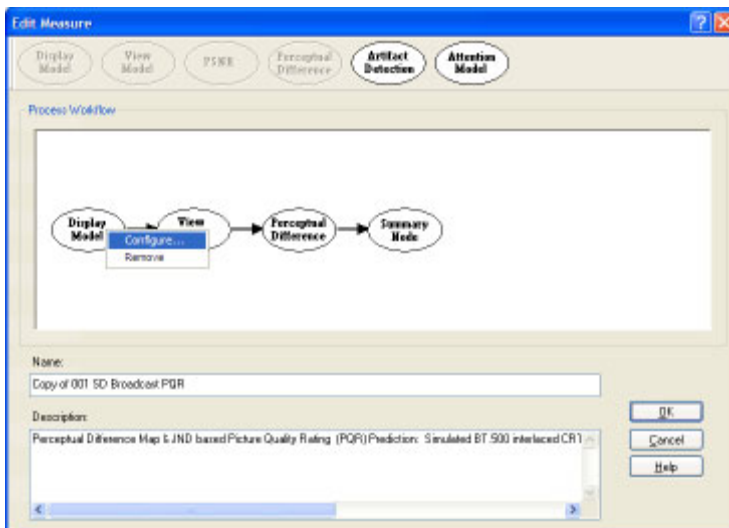 Edit Measure
Display
Model
View
Model
PSNR
Perceptual
Difference
Artifact
Detection
Attention
Model
Process Workflow
Display
Model
View
Perceptual
Difference
Summary
Node
Configure...
Remove
Name:
Copy of 001 SD Broadcast PQR
Description:
Perceptual Difference Map & JND based Picture Quality Rating (PQR) Prediction: Simulated BT.500 interlaced CRT
OK
Cancel
Help